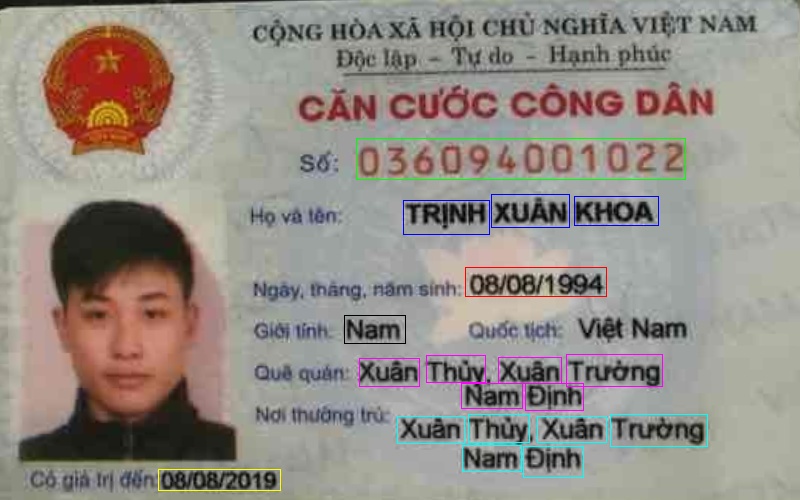 CỘNG HÒA XÃ HỘI CHỦ NGHĨA VIỆT NAM
Độc lập - Tự do - Hạnh phúc
CĂN CƯỚC CÔNG DÂN
Số: 036094001022
Họ và tên: TRỊNH XUÂN KHOA
Ngày, tháng, năm sinh: 08/08/1994
Giới tính: Nam Quốc tịch: Việt Nam
Quê quán: Xuân Thủy, Xuân Trường
Nam Định
Nơi thường trú: Xuân Thủy, Xuân Trường
Nam Định
Có giá trị đến: 08/08/2019